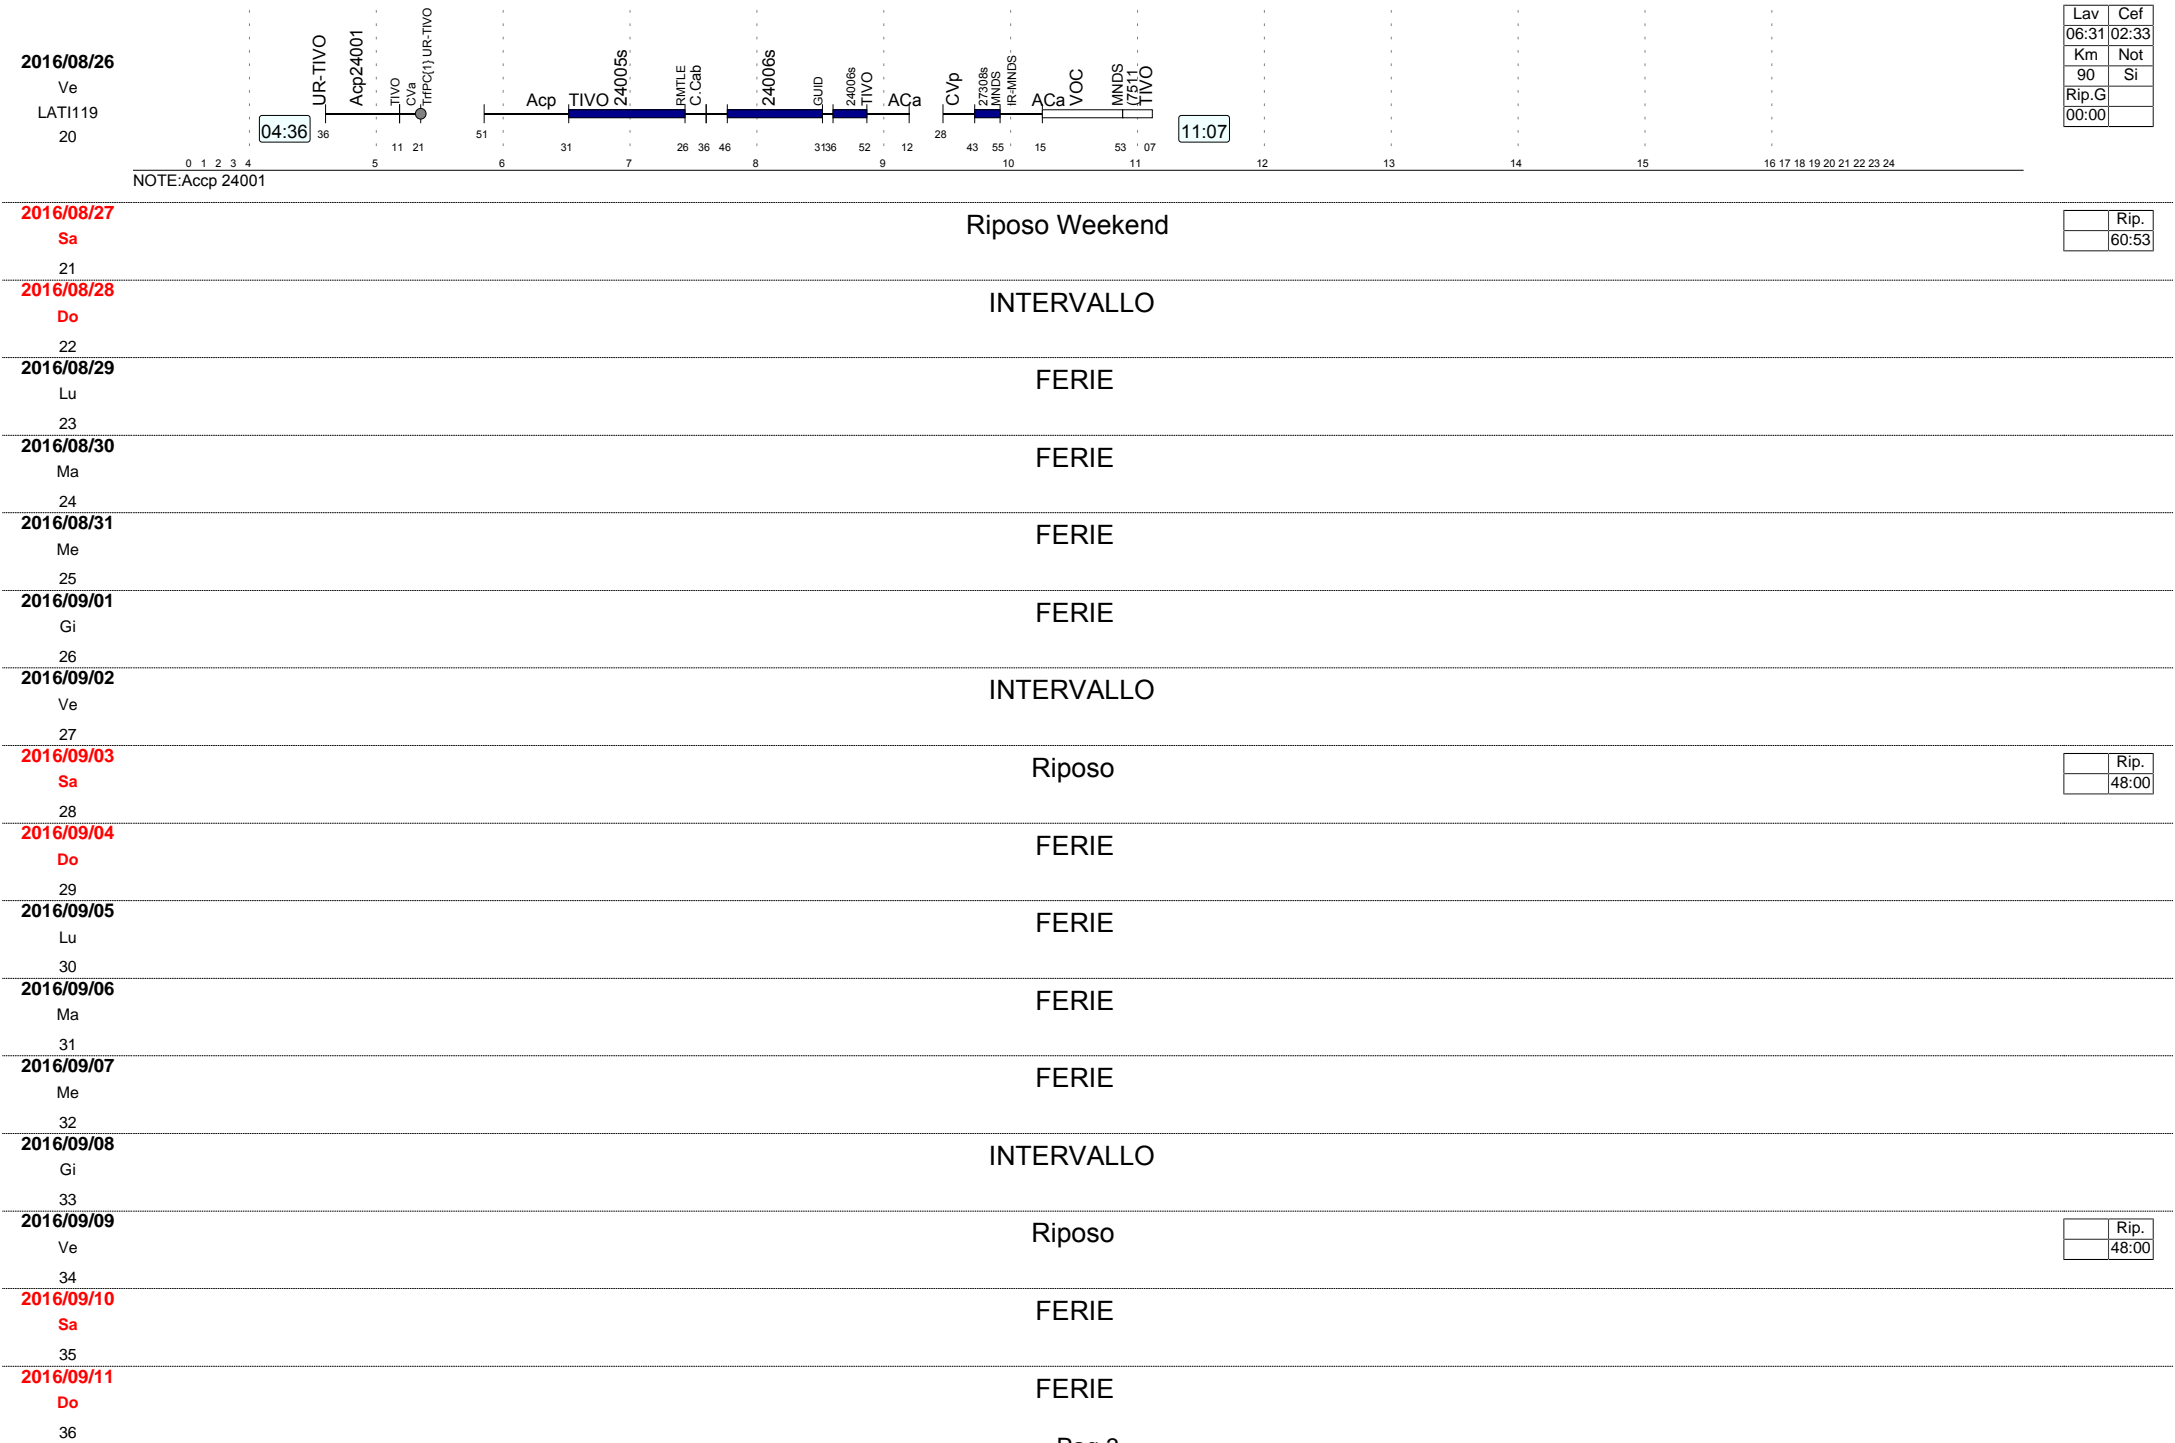 2016/08/26
Ve
LATI119
20
UR-TIVO
Acp24001
TIVO
CVa
TrfPC{1} UR-TIVO
Acp
TIVO
24005s
RMTLE
C.Cab
24006s
GUID
24006s
TIVO
ACa
CVp
27308s
MNDS
IR-MNDS
ACa
VOC
MNDS
(7511
TIVO
04:36
11:07
36 11 21 51 31 26 36 46 31 36 52 12 28 43 55 15 53 07
0 1 2 3 4 5 6 7 8 9 10 11 12 13 14 15 16 17 18 19 20 21 22 23 24
NOTE:Accp 24001
Lav Cef
06:31 02:33
Km Not
90 Si
Rip.G
00:00
2016/08/27
Sa
21
Riposo Weekend
Rip.
60:53
2016/08/28
Do
22
INTERVALLO
2016/08/29
Lu
23
FERIE
2016/08/30
Ma
24
FERIE
2016/08/31
Me
25
FERIE
2016/09/01
Gi
26
FERIE
2016/09/02
Ve
27
INTERVALLO
2016/09/03
Sa
28
Riposo
Rip.
48:00
2016/09/04
Do
29
FERIE
2016/09/05
Lu
30
FERIE
2016/09/06
Ma
31
FERIE
2016/09/07
Me
32
FERIE
2016/09/08
Gi
33
INTERVALLO
2016/09/09
Ve
34
Riposo
Rip.
48:00
2016/09/10
Sa
35
FERIE
2016/09/11
Do
36
FERIE